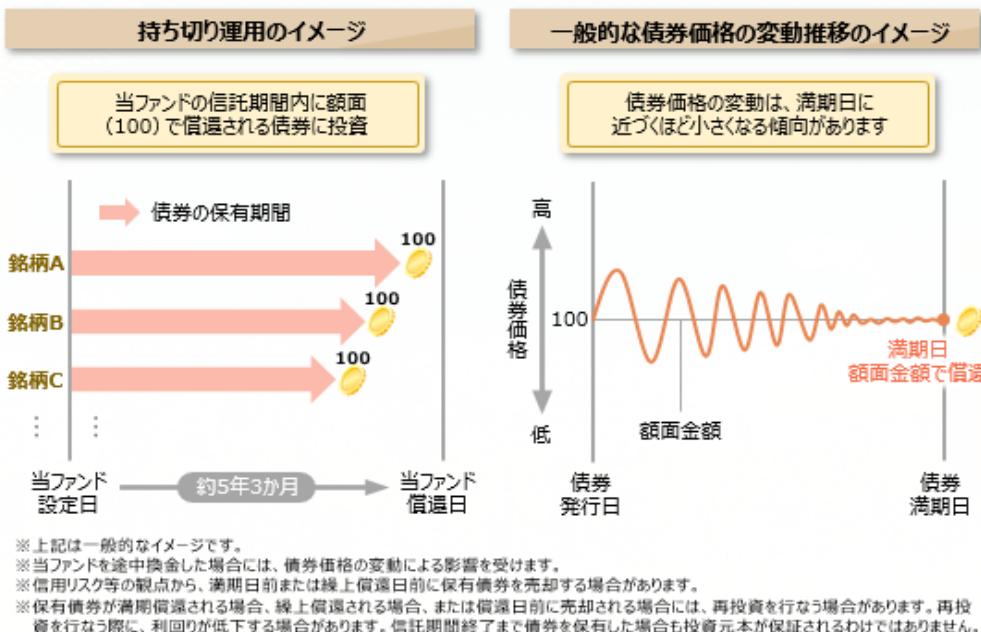 持ち切り運用のイメージ
当ファンドの信託期間内に額面
（100）で償還される債券に投資
債券の保有期間
銘柄A
100
銘柄B
100
銘柄C
100
当ファンド
設定日
約5年3か月
当ファンド
償還日
一般的な債券価格の変動推移のイメージ
債券価格の変動は、満期日に
近づくほど小さくなる傾向があります
高
債券価格
100
低
額面金額
満期日
額面金額で償還
債券
発行日
債券
満期日
※上記は一般的なイメージです。
※当ファンドを途中換金した場合には、債券価格の変動による影響を受けます。
※信用リスク等の観点から、満期日前または繰上償還日前に保有債券を売却する場合があります。
※保有債券が満期償還される場合、繰上償還される場合、または償還日前に売却される場合には、再投資を行なう場合があります。再投
資を行なう際に、利回りが低下する場合があります。信託期間終了まで債券を保有した場合も投資元本が保証されるわけではありません。